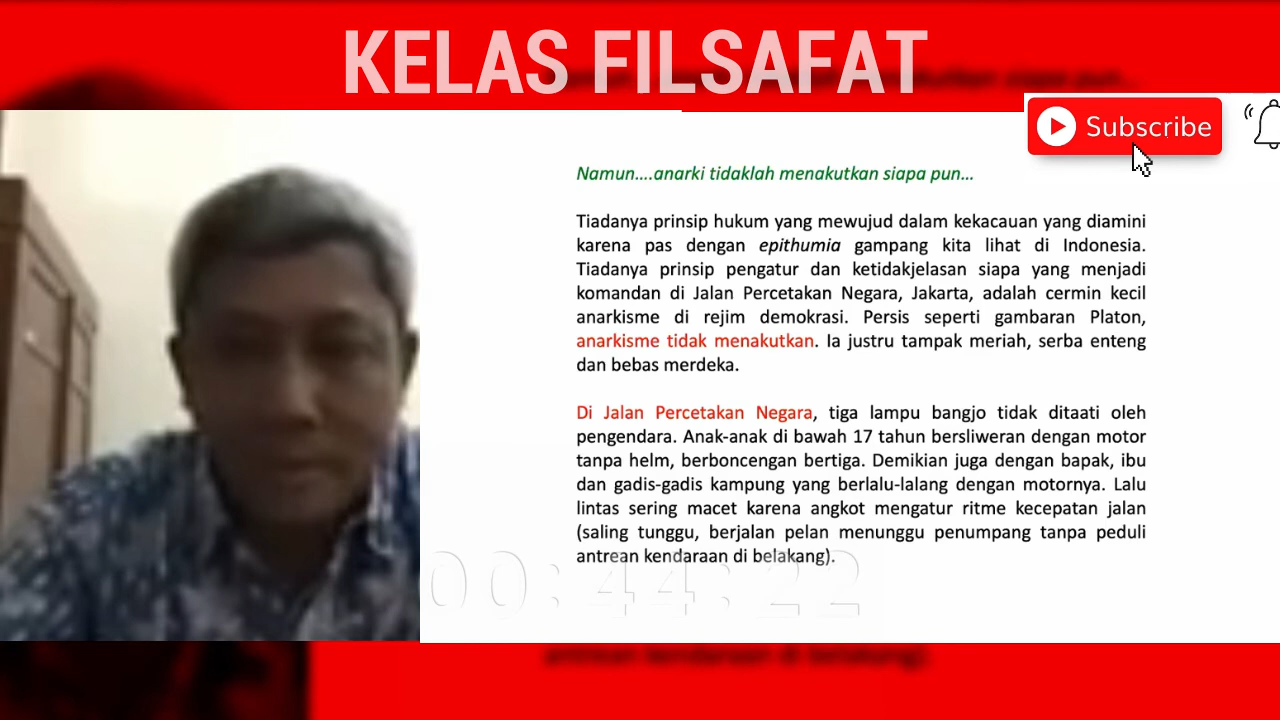 KELAS FILSAFAT
Subscribe
Namun....anarki tidaklah menakutkan siapa pun...
Tiadanya prinsip hukum yang mewujud dalam kekacauan yang diamini
karena pas dengan epithumia gampang kita lihat di Indonesia.
Tiadanya prinsip pengatur dan ketidakjelasan siapa yang menjadi
komandan di Jalan Percetakan Negara, Jakarta, adalah cermin kecil
anarkisme di rejim demokrasi. Persis seperti gambaran Platon,
anarkisme tidak menakutkan. Ia justru tampak meriah, serba enteng
dan bebas merdeka.
Di Jalan Percetakan Negara, tiga lampu bangjo tidak ditaati oleh
pengendara. Anak-anak di bawah 17 tahun bersliweran dengan motor
tanpa helm, berboncengan bertiga. Demikian juga dengan bapak, ibu
dan gadis-gadis kampung yang berlalu-lalang dengan motornya. Lalu
lintas sering macet karena angkot mengatur ritme kecepatan jalan
(saling tunggu, berjalan pelan menunggu penumpang tanpa peduli
antrean kendaraan di belakang).
00:44:22
antrean kendaraan di belakang).